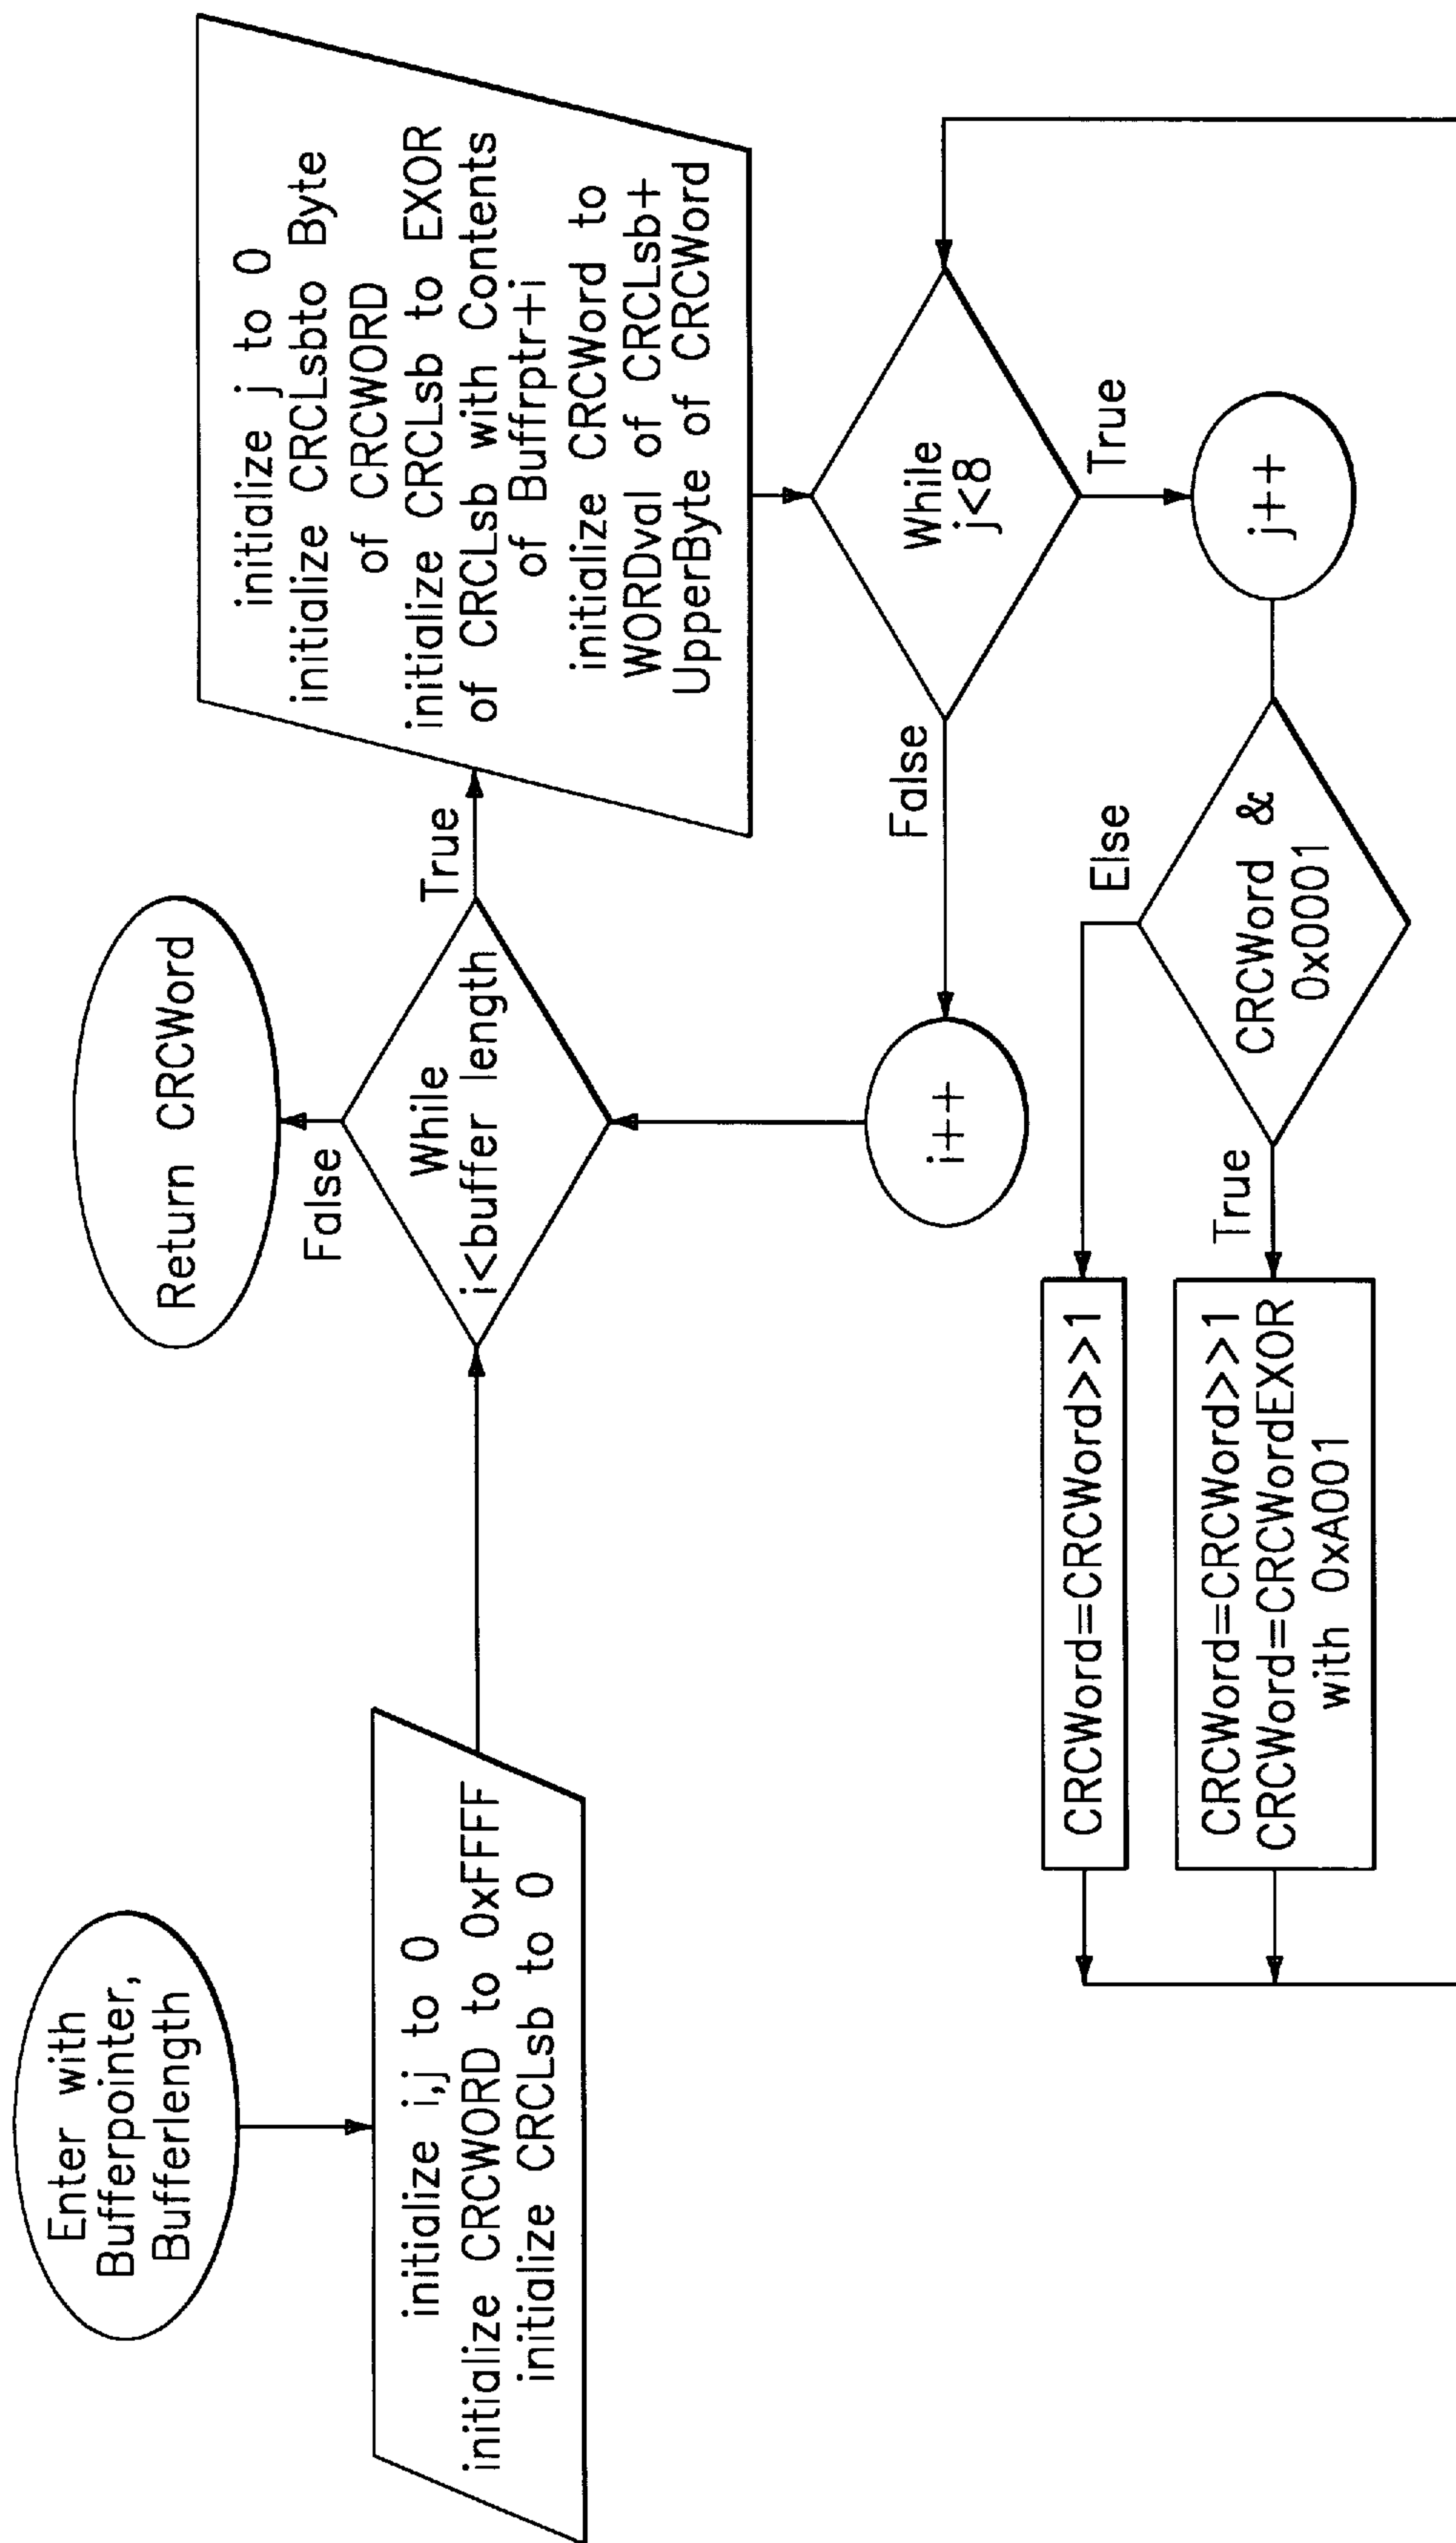 Enter with
Bufferpointer,
Bufferlength
initialize i,j to 0
initialize CRCWORD to 0xFFFF
initialize CRCLsb to 0
While
i<buffer length
False
Return CRCWord
True
initialize j to 0
initialize CRCLsbto Byte
of CRCWORD
initialize CRCLsb to EXOR
of CRCLsb with Contents
of Buffrptr+i
initialize CRCWord to
WORDval of CRCLsb+
UpperByte of CRCWord
While
j<8
False
i++
True
j++
CRCWord &
0x0001
Else
CRCWord=CRCWord>>1
True
CRCWord=CRCWord>>1
CRCWord=CRCWordEXOR
with 0xA001